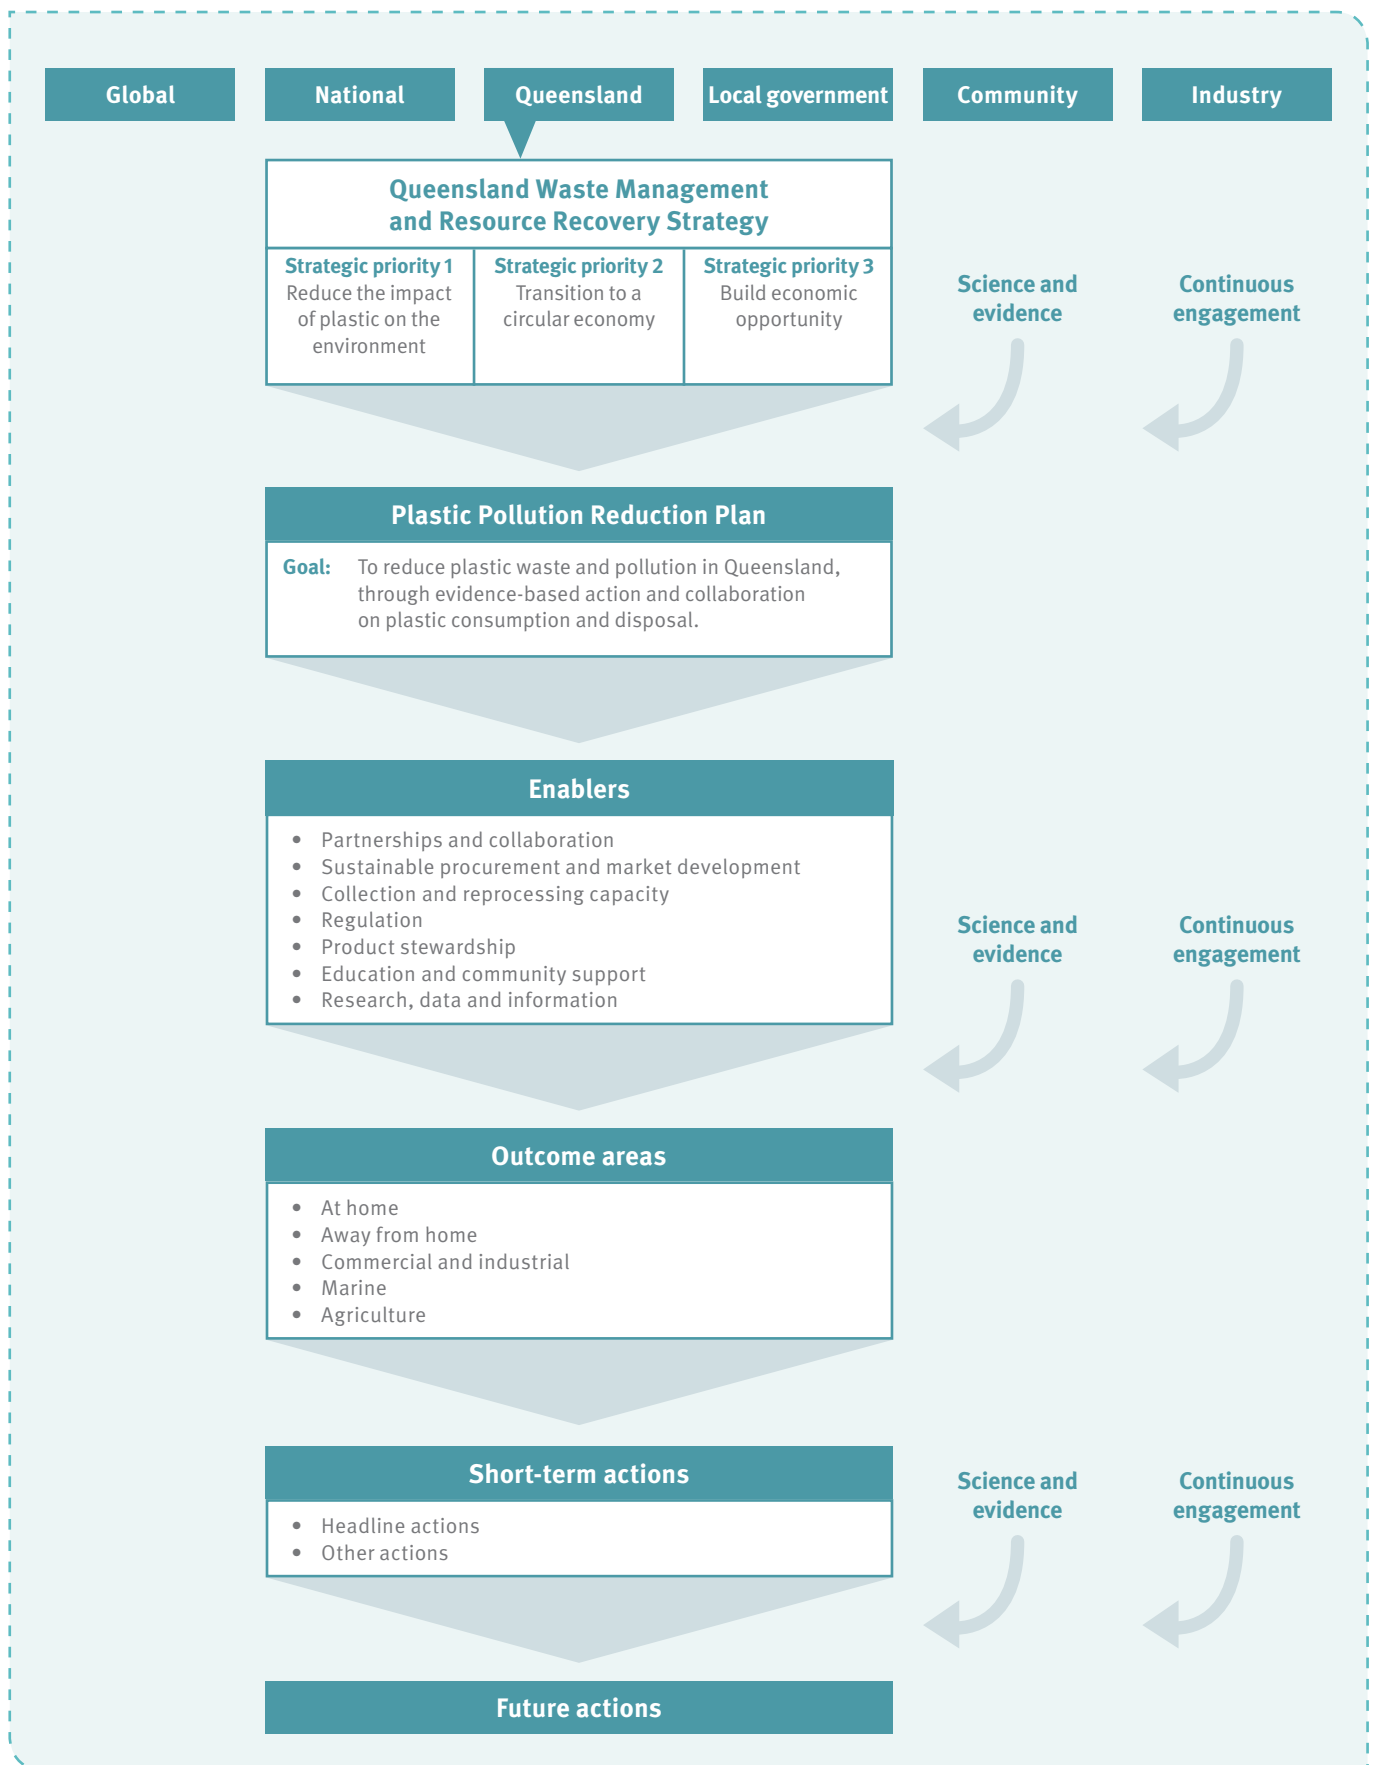 Global
National
Queensland
Local government
Community
Industry
Queensland Waste Management
and Resource Recovery Strategy
Strategic priority 1
Reduce the impact
of plastic on the
environment
Strategic priority 2
Transition to a
circular economy
Strategic priority 3
Build economic
opportunity
Science and
evidence
Continuous
engagement
Plastic Pollution Reduction Plan
Goal: To reduce plastic waste and pollution in Queensland,
through evidence-based action and collaboration
on plastic consumption and disposal.
Enablers
• Partnerships and collaboration
• Sustainable procurement and market development
• Collection and reprocessing capacity
• Regulation
• Product stewardship
• Education and community support
• Research, data and information
Science and
evidence
Continuous
engagement
Outcome areas
• At home
• Away from home
• Commercial and industrial
• Marine
• Agriculture
Short-term actions
• Headline actions
• Other actions
Science and
evidence
Continuous
engagement
Future actions